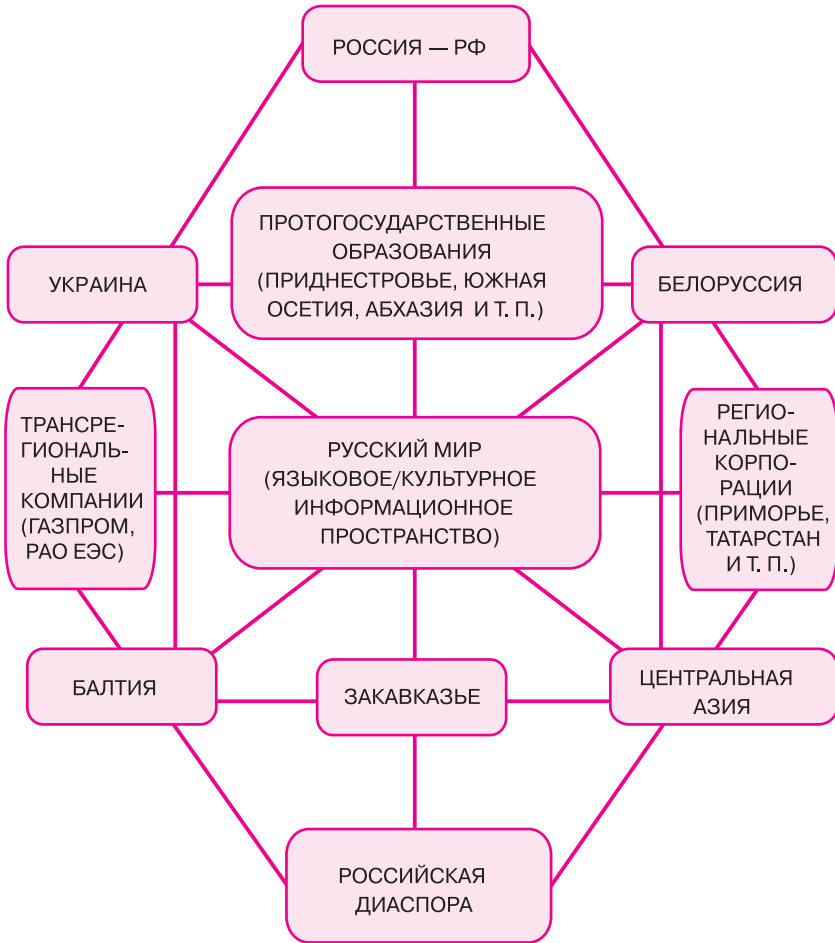 РОССИЯ — РФ
ПРОТОГОСУДАРСТВЕННЫЕ
ОБРАЗОВАНИЯ
(ПРИДНЕСТРОВЬЕ, ЮЖНАЯ
ОСЕТИЯ, АБХАЗИЯ И Т. П.)
УКРАИНА
БЕЛОРУССИЯ
ТРАНСРЕ-
ГИОНАЛЬ-
НЫЕ
КОМПАНИИ
(ГАЗПРОМ,
РАО ЕЭС)
РУССКИЙ МИР
(ЯЗЫКОВОЕ/КУЛЬТУРНОЕ
ИНФОРМАЦИОННОЕ
ПРОСТРАНСТВО)
РЕГИО-
НАЛЬНЫЕ
КОРПО-
РАЦИИ
(ПРИМОРЬЕ,
ТАТАРСТАН
И Т. П.)
БАЛТИЯ
ЗАКАВКАЗЬЕ
ЦЕНТРАЛЬНАЯ
АЗИЯ
РОССИЙСКАЯ
ДИАСПОРА